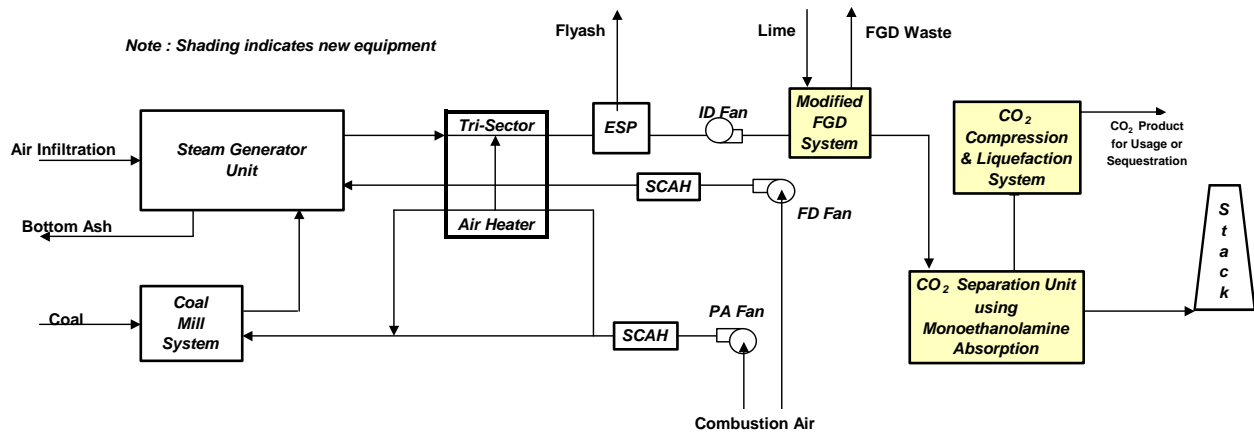 Note : Shading indicates new equipment
Flyash
Lime
FGD Waste
Air Infiltration
Steam Generator
Unit
Tri-Sector
Air Heater
ESP
ID Fan
Modified
FGD
System
CO2
Compression
& Liquefaction
System
CO2 Product
for Usage or
Sequestration
SCAH
FD Fan
Bottom Ash
Coal
Coal
Mill
System
SCAH
PA Fan
CO2 Separation Unit
using
Monoethanolamine
Absorption
S
t
a
c
k
Combustion Air